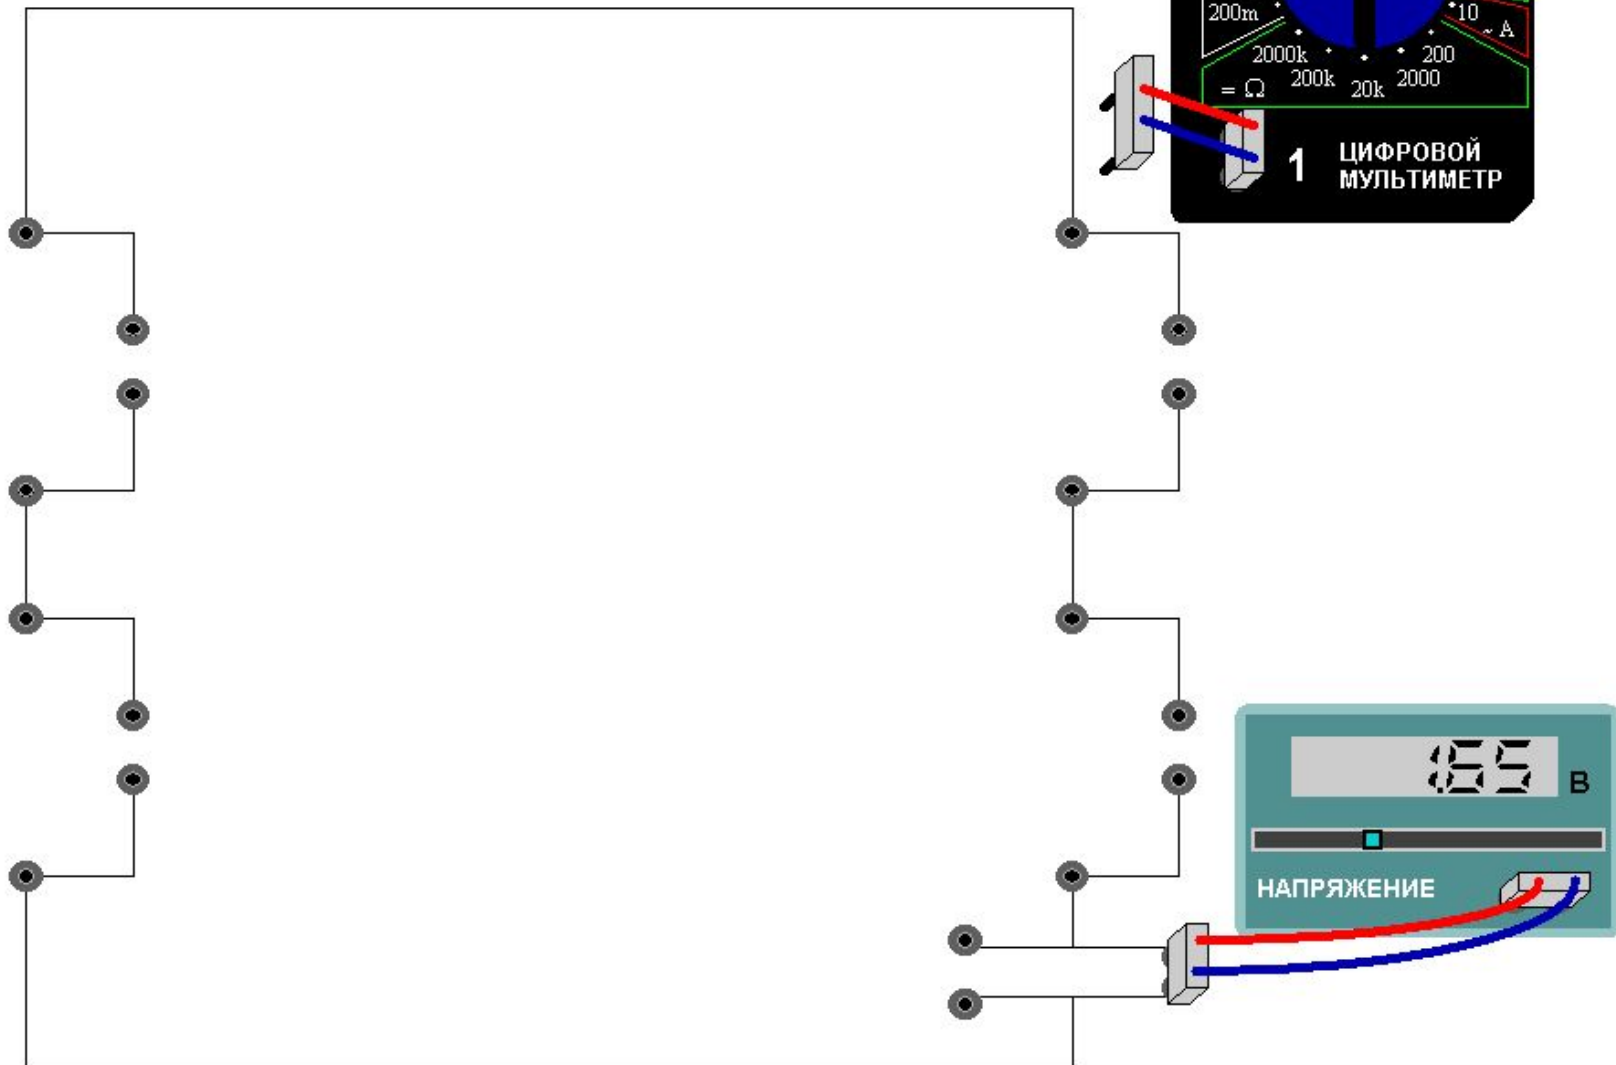 200m
10
~ A
2000k
200
200k
2000
= Ω
20k
1
ЦИФРОВОЙ
МУЛЬТИМЕТР
1.65
В
НАПРЯЖЕНИЕ